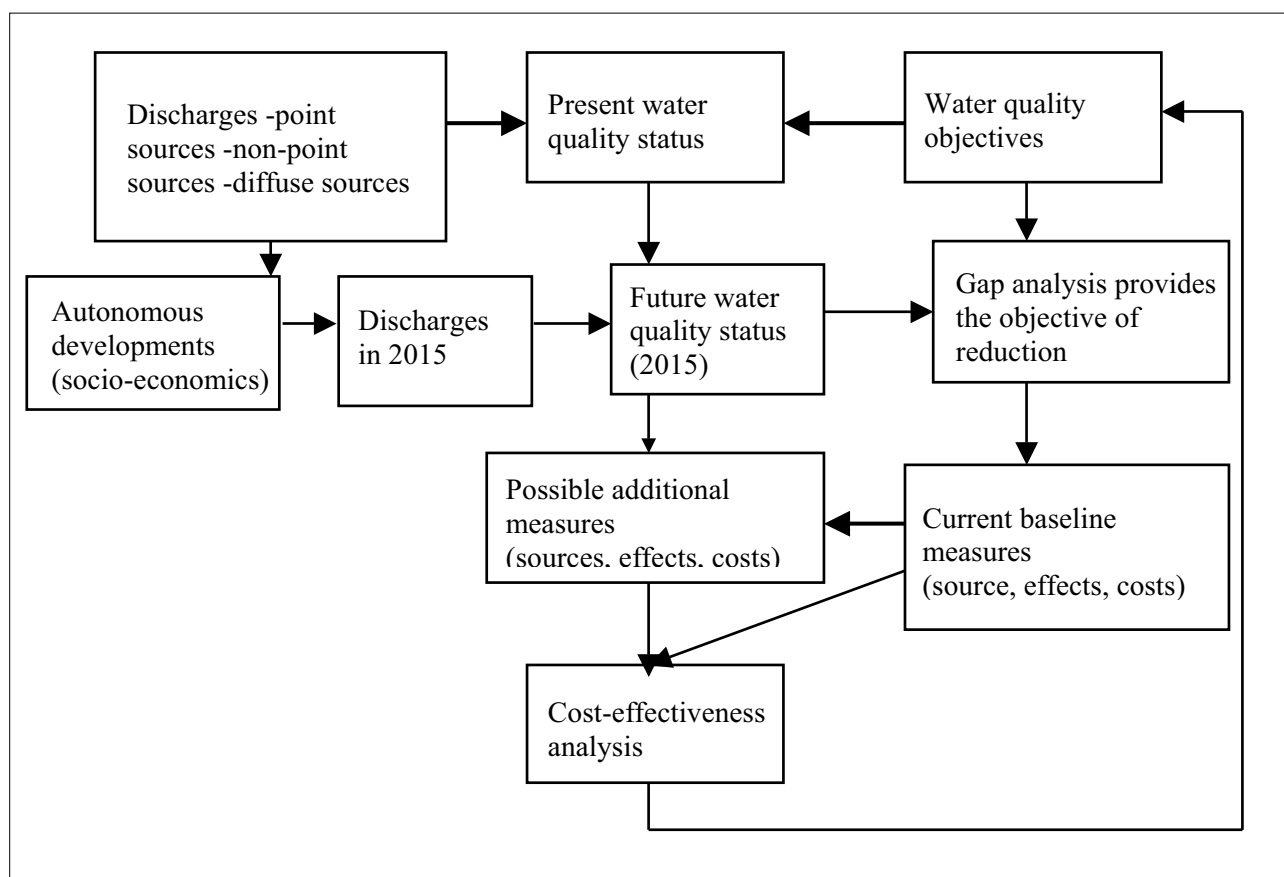 Discharges -point
sources -non-point
sources -diffuse sources
Present water
quality status
Water quality
objectives
Autonomous
developments
(socio-economics)
Discharges
in 2015
Future water
quality status
(2015)
Gap analysis provides
the objective of
reduction
Possible additional
measures
(sources, effects, costs)
Current baseline
measures
(source, effects, costs)
Cost-effectiveness
analysis